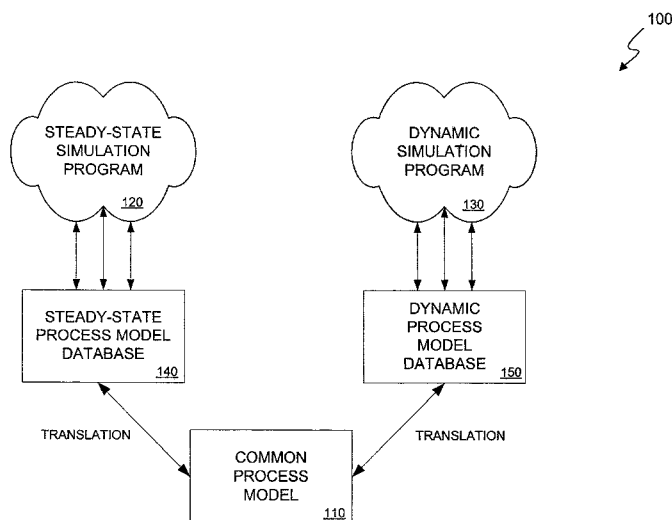 100
STEADY-STATE
SIMULATION
PROGRAM
120
DYNAMIC
SIMULATION
PROGRAM
130
STEADY-STATE
PROCESS MODEL
DATABASE
140
DYNAMIC
PROCESS
MODEL
DATABASE
150
TRANSLATION
TRANSLATION
COMMON
PROCESS
MODEL
110